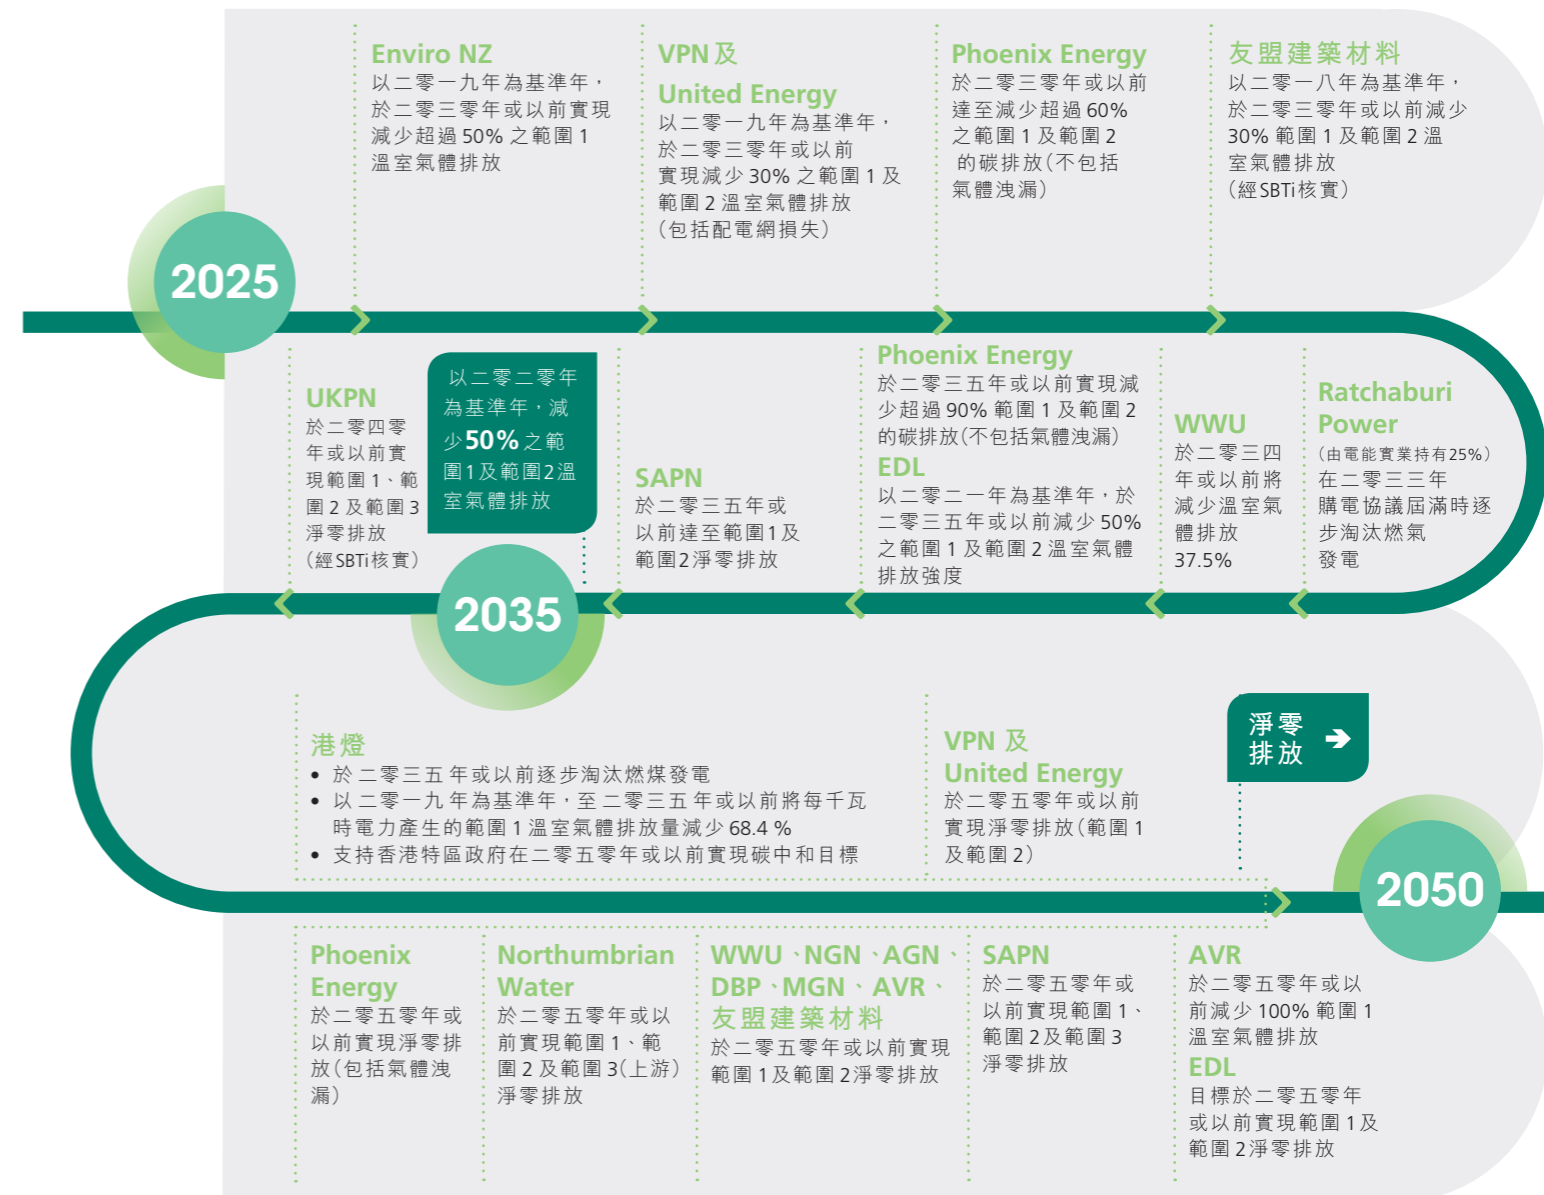 2025
Enviro NZ
以二零一九年為基準年，
於二零三零年或以前實現
減少超過 50% 之範圍 1
溫室氣體排放
VPN 及
United Energy
以二零一九年為基準年，
於二零三零年或以前
實現減少 30% 之範圍 1 及
範圍 2 溫室氣體排放
（包括配電網損失）
Phoenix Energy
於二零三零年或以前
達至減少超過 60%
之範圍 1 及範圍 2
的碳排放（不包括
氣體洩漏）
友盟建築材料
以二零一八年為基準年，
於二零三零年或以前減少
30% 範圍 1 及範圍 2 溫
室氣體排放
（經SBTi核實）
Ratchaburi
Power
（由電能實業持有25%）
在二零三三年
購電協議屆滿時逐
步淘汰燃氣
發電
WWU
於二零三四
年或以前將
減少溫室氣
體排放
37.5%
Phoenix Energy
於二零三五年或以前實現減
少超過 90% 範圍 1 及範圍 2
的碳排放（不包括氣體洩漏）
EDL
以二零二一年為基準年，於
二零三五年或以前減少 50%
之範圍 1 及範圍 2 溫室氣體
排放強度
SAPN
於二零三五年或
以前達至範圍1及
範圍2淨零排放
以二零二零年
為基準年，減
少50%之範
圍1及範圍2溫
室氣體排放
2035
UKPN
於二零四零
年或以前實
現範圍 1、範
圍 2 及範圍 3
淨零排放
（經SBTi核實）
港燈
• 於二零三五年或以前逐步淘汰燃煤發電
• 以二零一九年為基準年，至二零三五年或以前將每千瓦
時電力產生的範圍 1 溫室氣體排放量減少 68.4 %
• 支持香港特區政府在二零五零年或以前實現碳中和目標
VPN 及
United Energy
於二零五零年或以前
實現淨零排放（範圍 1
及範圍 2）
淨零
排放 ➔
2050
Phoenix
Energy
於二零五零年或
以前實現淨零排
放（包括氣體洩
漏）
Northumbrian
Water
於二零五零年或以
前實現範圍 1、範
圍 2 及範圍 3（上游）
淨零排放
WWU、NGN、AGN、
DBP、MGN、AVR、
友盟建築材料
於二零五零年或以前實現
範圍 1及範圍 2淨零排放
SAPN
於二零五零年或
以前實現範圍 1、
範圍 2及範圍 3
淨零排放
AVR
於二零五零年或以
前減少 100% 範圍 1
溫室氣體排放
EDL
目標於二零五零年
或以前實現範圍 1及
範圍 2淨零排放